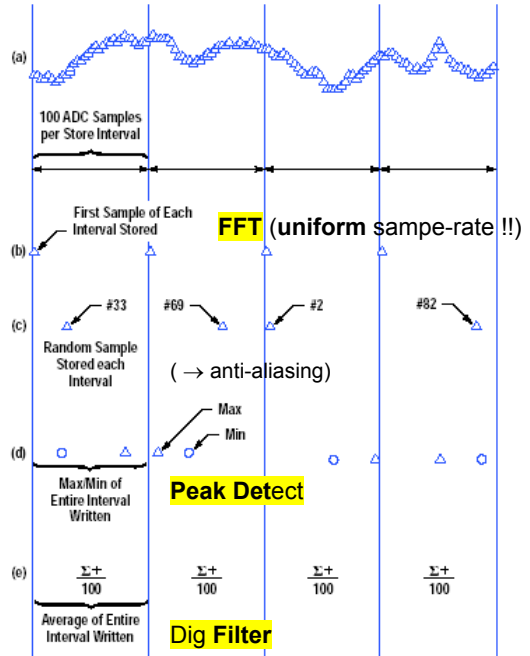 (a)
100 ADC Samples
per Store Interval
First Sample of Each
Interval Stored
FFT (uniform sampe-rate !!)
(b)
#33
#69
#2
#82
(c)
Random Sample
Stored each
Interval
( → anti-aliasing)
Max
Min
(d)
Max/Min of
Entire Interval
Written
Peak Detect
(e)
Σ+
100
Σ+
100
Σ+
100
Σ+
100
Average of Entire
Interval Written
Dig Filter